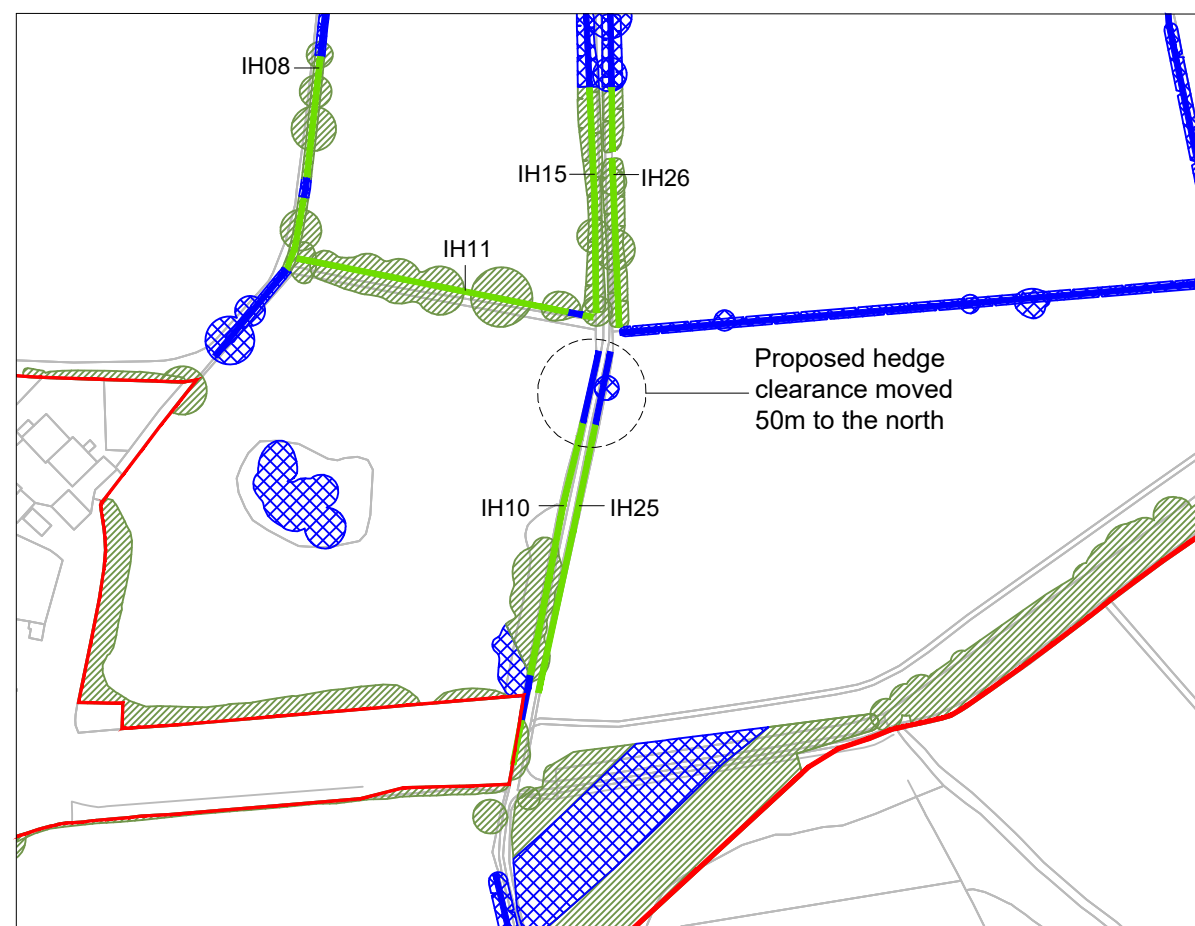 IH08
IH15
IH26
IH11
Proposed hedge
clearance moved
50m to the north
IH10
IH25